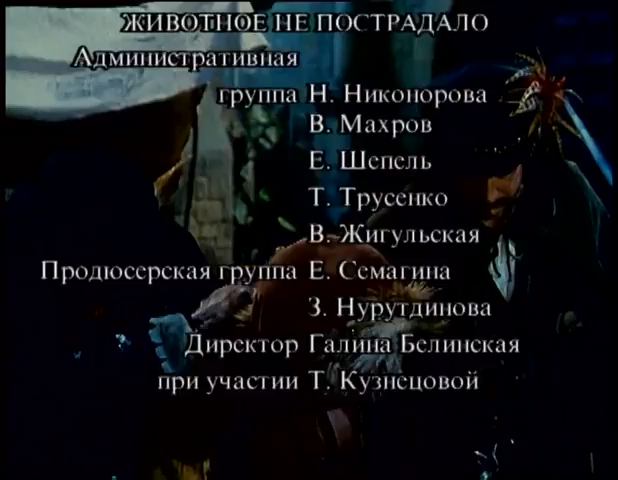 ЖИВОТНОЕ НЕ ПОСТРАДАЛО
Административная
группа Н. Никонорова
В. Махров
Е. Шепель
Т. Трусенко
В. Жигульская
Продюсерская группа Е. Семагина
З. Нурутдинова
Директор Галина Белинская
при участии Т. Кузнецовой